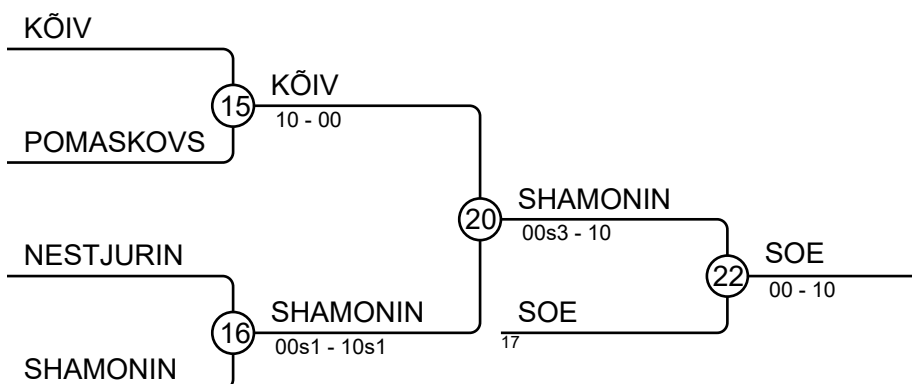 KÕIV
15
KÕIV
10 - 00
POMASKOVS
20
SHAMONIN
00s3 - 10
NESTJURIN
22
SOE
00 - 10
16
SHAMONIN
00s1 - 10s1
SOE
17
SHAMONIN